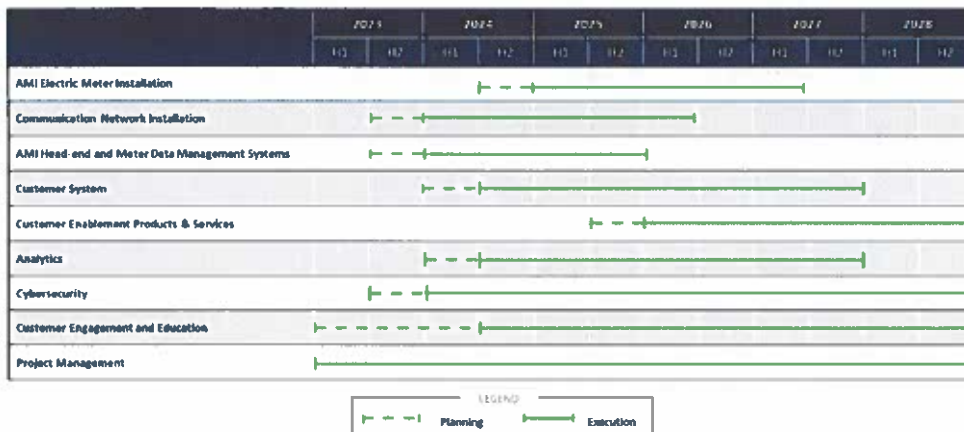 2023 2024 2025 2026 2027 2028
H1 H2 H1 H2 H1 H2 H1 H2 H1 H2 H1 H2
AMI Electric Meter Installation
Communication Network Installation
AMI Head-end and Meter Data Management Systems
Customer System
Customer Enablement Products & Services
Analytics
Cybersecurity
Customer Engagement and Education
Project Management
LEGEND
Planning Execution